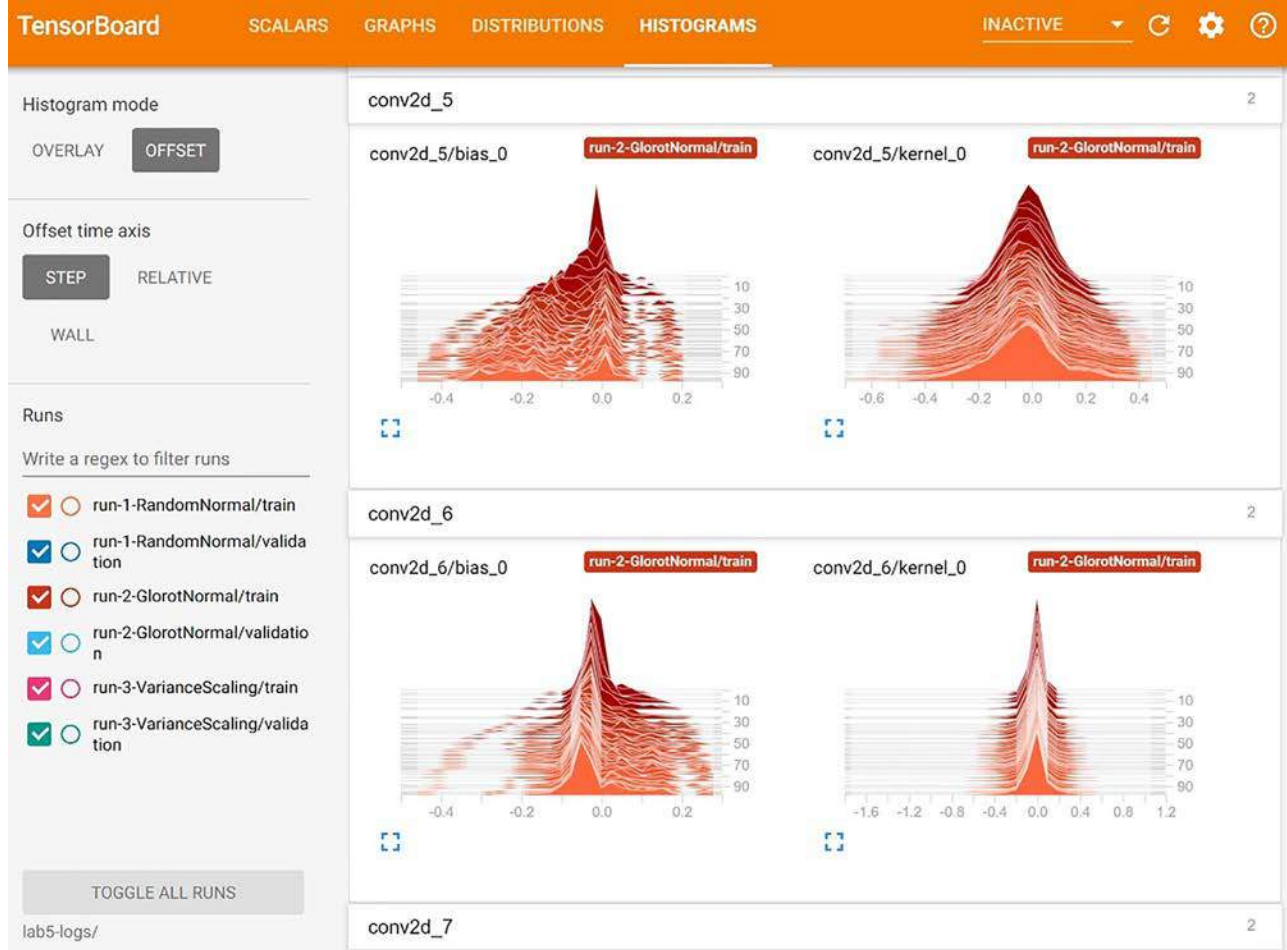 TensorBoard
SCALARS
GRAPHS
DISTRIBUTIONS
HISTOGRAMS
INACTIVE
Histogram mode
OVERLAY
OFFSET
Offset time axis
STEP
RELATIVE
WALL
Runs
Write a regex to filter runs
run-1-RandomNormal/train
run-1-RandomNormal/valida
tion
run-2-GlorotNormal/train
run-2-GlorotNormal/validatio
n
run-3-VarianceScaling/train
run-3-VarianceScaling/valida
tion
TOGGLE ALL RUNS
lab5-logs/
conv2d_5
2
conv2d_5/bias_0
run-2-GlorotNormal/train
10
30
50
70
90
-0.4 -0.2 0.0 0.2
conv2d_5/kernel_0
run-2-GlorotNormal/train
10
30
50
70
90
-0.6 -0.4 -0.2 0.0 0.2 0.4
conv2d_6
2
conv2d_6/bias_0
run-2-GlorotNormal/train
10
30
50
70
90
-0.4 -0.2 0.0 0.2
conv2d_6/kernel_0
run-2-GlorotNormal/train
10
30
50
70
90
-1.6 -1.2 -0.8 -0.4 0.0 0.4 0.8 1.2
conv2d_7
2